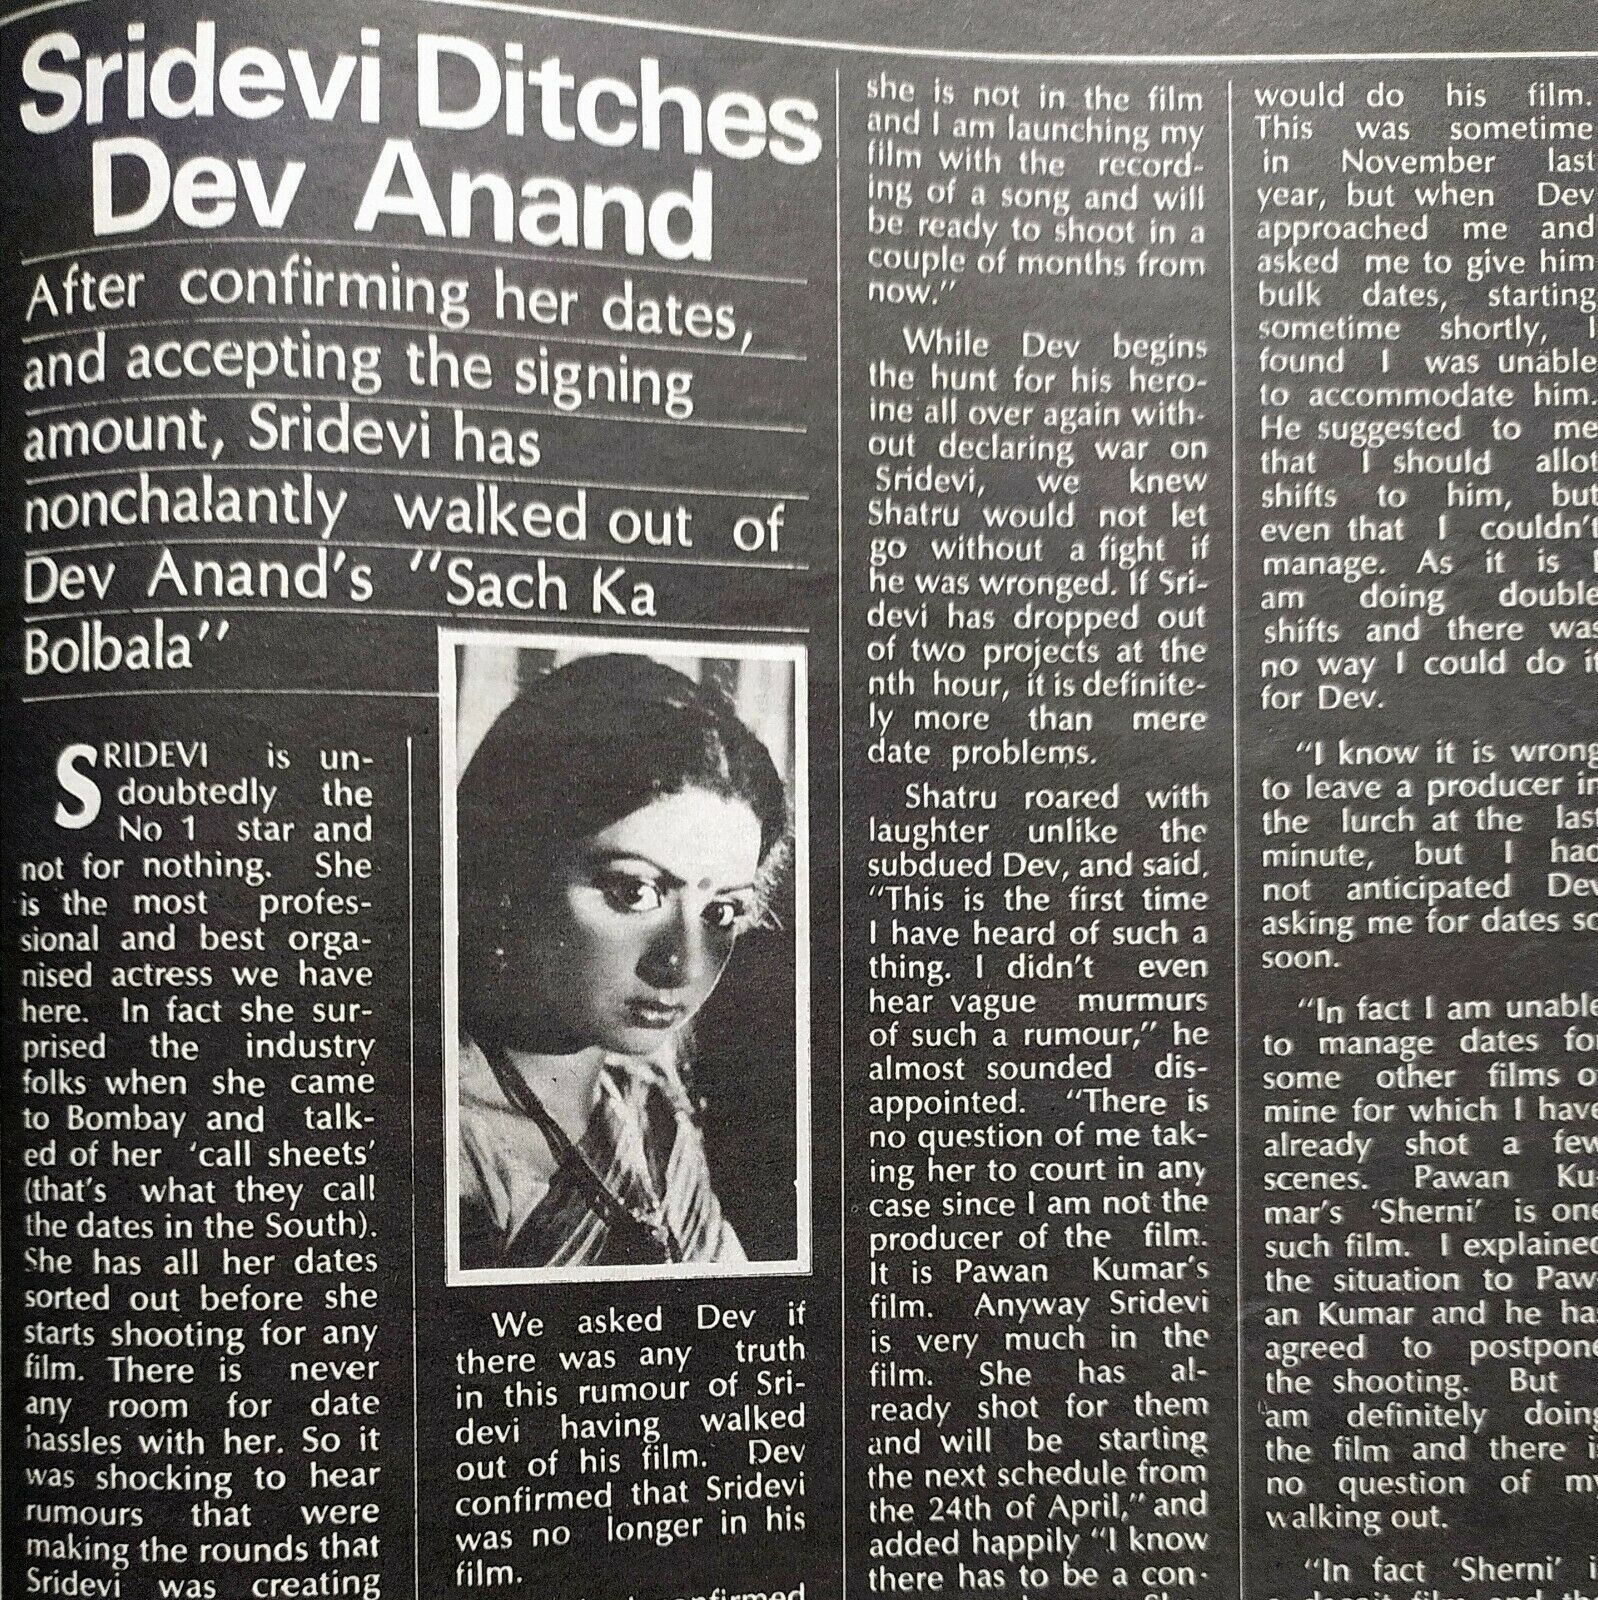 Sridevi Ditches
Dev Anand
After confirming her dates,
and accepting the signing
amount, Sridevi has
nonchalantly walked out of
Dev Anand's "Sach Ka
Bolbala"
SRIDEVI is un-
doubtedly the
No 1 star and
not for nothing. She
is the most profes-
sional and best orga-
nised actress we have
here. In fact she sur-
prised the industry
folks when she came
to Bombay and talk-
ed of her 'call sheets'
(that's what they call
the dates in the South).
She has all her dates
sorted out before she
starts shooting for any
film. There is never
any room for date
hassles with her. So it
was shocking to hear
rumours that were
making the rounds that
Sridevi was creating
We asked Dev if
there was any truth
in this rumour of Sri-
devi having walked
out of his film. Dev
confirmed that Sridevi
was no longer in his
film.
she is not in the film
and I am launching my
film with the record-
ing of a song and will
be ready to shoot in a
couple of months from
now."
While Dev begins
the hunt for his hero-
ine all over again with-
out declaring war on
Sridevi, we knew
Shatru would not let
go without a fight if
he was wronged. If Sri-
devi has dropped out
of two projects at the
nth hour, it is definite-
ly more than mere
date problems.
Shatru roared with
laughter unlike the
subdued Dev, and said,
"This is the first time
I have heard of such a
thing. I didn't even
hear vague murmurs
of such a rumour," he
almost sounded dis-
appointed. "There is
no question of me tak-
ing her to court in any
case since I am not the
producer of the film.
It is Pawan Kumar's
film. Anyway Sridevi
is very much in the
film. She has al-
ready shot for them
and will be starting
the next schedule from
the 24th of April," and
added happily "I know
there has to be a con-
would do his film.
This was sometime
in November last
year, but when Dev
approached me and
asked me to give him
bulk dates, starting
sometime shortly, I
found I was unable
to accommodate him.
He suggested to me
that I should allot
shifts to him, but
even that I couldn't
manage. As it is I
am doing double
shifts and there was
no way I could do it
for Dev.
"I know it is wrong
to leave a producer in
the lurch at the last
minute, but I had
not anticipated Dev
asking me for dates so
soon.
"In fact I am unable
to manage dates for
some other films of
mine for which I have
already shot a few
scenes. Pawan Ku-
mar's 'Sherni' is one
such film. I explained
the situation to Paw-
an Kumar and he has
agreed to postpone
the shooting. But
am definitely doing
the film and there is
no question of my
walking out.
"In fact 'Sherni' i